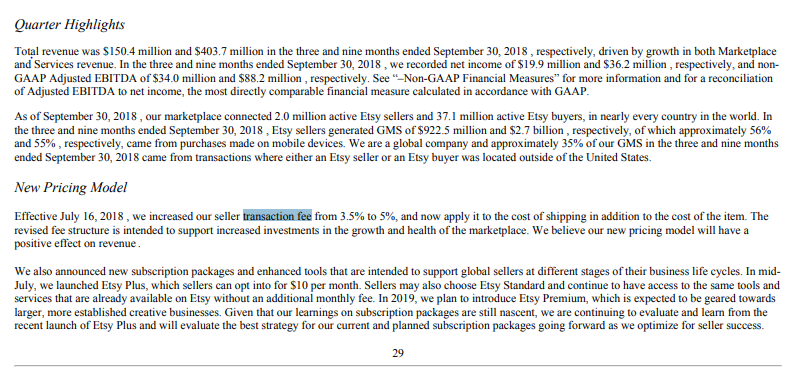 Quarter Highlights
Total revenue was $150.4 million and $403.7 million in the three and nine months ended September 30, 2018 , respectively, driven by growth in both Marketplace
and Services revenue. In the three and nine months ended September 30, 2018 , we recorded net income of $19.9 million and $36.2 million , respectively, and non-
GAAP Adjusted EBITDA of $34.0 million and $88.2 million , respectively. See “–Non-GAAP Financial Measures” for more information and for a reconciliation
of Adjusted EBITDA to net income, the most directly comparable financial measure calculated in accordance with GAAP.
As of September 30, 2018 , our marketplace connected 2.0 million active Etsy sellers and 37.1 million active Etsy buyers, in nearly every country in the world. In
the three and nine months ended September 30, 2018 , Etsy sellers generated GMS of $922.5 million and $2.7 billion , respectively, of which approximately 56%
and 55% , respectively, came from purchases made on mobile devices. We are a global company and approximately 35% of our GMS in the three and nine months
ended September 30, 2018 came from transactions where either an Etsy seller or an Etsy buyer was located outside of the United States.
New Pricing Model
Effective July 16, 2018 , we increased our seller transaction fee from 3.5% to 5%, and now apply it to the cost of shipping in addition to the cost of the item. The
revised fee structure is intended to support increased investments in the growth and health of the marketplace. We believe our new pricing model will have a
positive effect on revenue .
We also announced new subscription packages and enhanced tools that are intended to support global sellers at different stages of their business life cycles. In mid-
July, we launched Etsy Plus, which sellers can opt into for $10 per month. Sellers may also choose Etsy Standard and continue to have access to the same tools and
services that are already available on Etsy without an additional monthly fee. In 2019, we plan to introduce Etsy Premium, which is expected to be geared towards
larger, more established creative businesses. Given that our learnings on subscription packages are still nascent, we are continuing to evaluate and learn from the
recent launch of Etsy Plus and will evaluate the best strategy for our current and planned subscription packages going forward as we optimize for seller success.
29